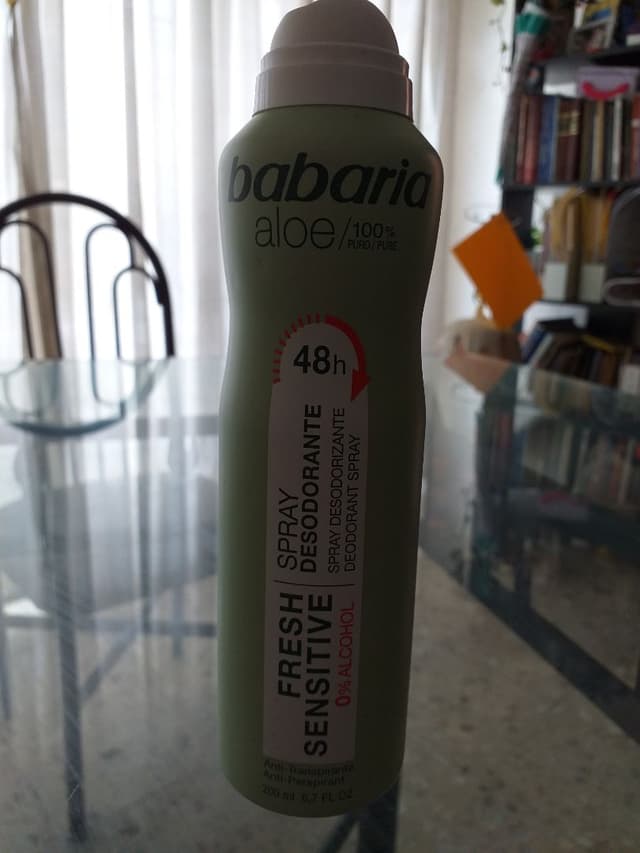 babaria
aloe/100%
PURO/PURE
48h
FRESH
SENSITIVE
0% ALCOHOL
SPRAY
DESODORANTE
SPRAY DESODORIZANTE
DEODORANT SPRAY
Anti-Transpirante
Anti-Perspirant
200 ml 6,7 FL OZ